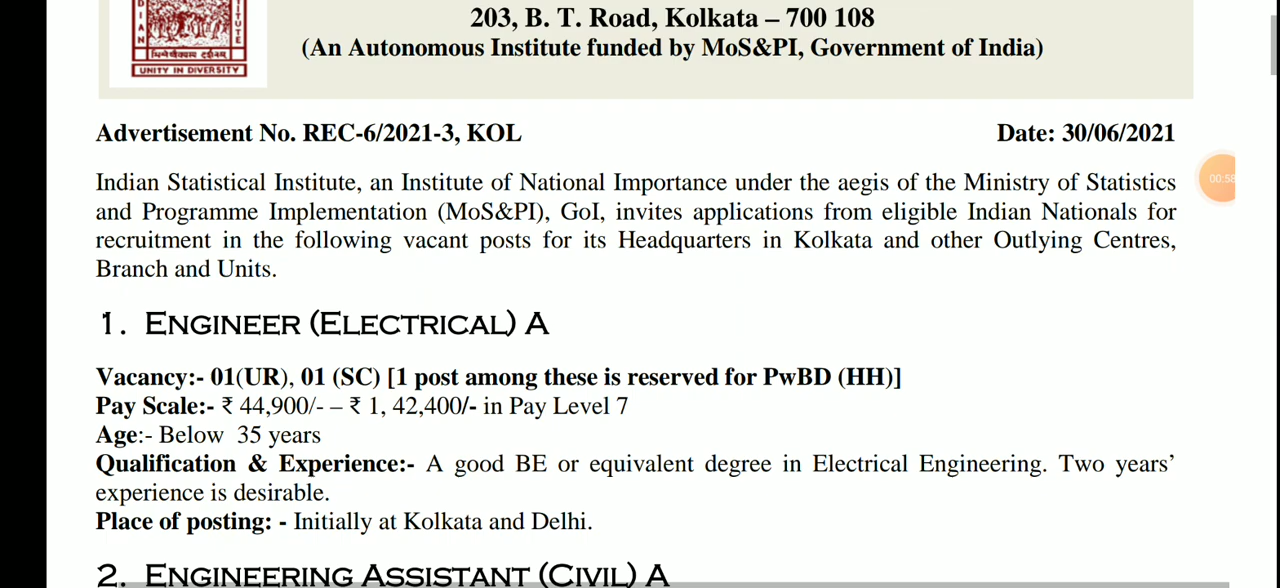 203, B. T. Road, Kolkata – 700 108
(An Autonomous Institute funded by MoS&PI, Government of India)
UNITY IN DIVERSITY
Advertisement No. REC-6/2021-3, KOL
Date: 30/06/2021
Indian Statistical Institute, an Institute of National Importance under the aegis of the Ministry of Statistics
and Programme Implementation (MoS&PI), GoI, invites applications from eligible Indian Nationals for
recruitment in the following vacant posts for its Headquarters in Kolkata and other Outlying Centres,
Branch and Units.
00:58
1. ENGINEER (ELECTRICAL) A
Vacancy:- 01(UR), 01 (SC) [1 post among these is reserved for PwBD (HH)]
Pay Scale:- ₹ 44,900/- – ₹ 1, 42,400/- in Pay Level 7
Age:- Below 35 years
Qualification & Experience:- A good BE or equivalent degree in Electrical Engineering. Two years’
experience is desirable.
Place of posting: - Initially at Kolkata and Delhi.
2. ENGINEERING ASSISTANT (CIVIL) A